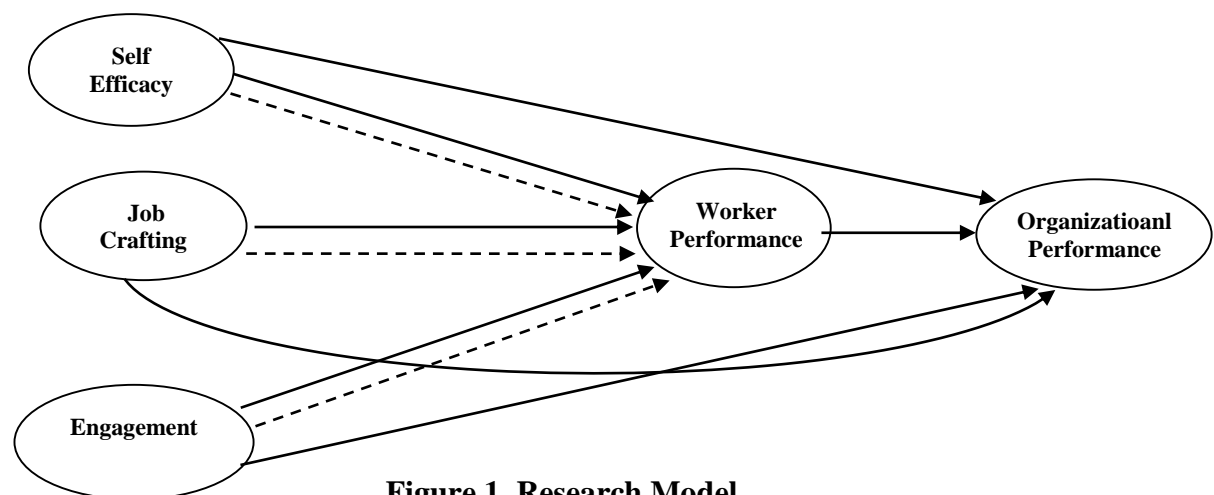 Self
Efficacy
Job
Crafting
Worker
Performance
Organizatioanl
Performance
Engagement
Figure 1. Research Model